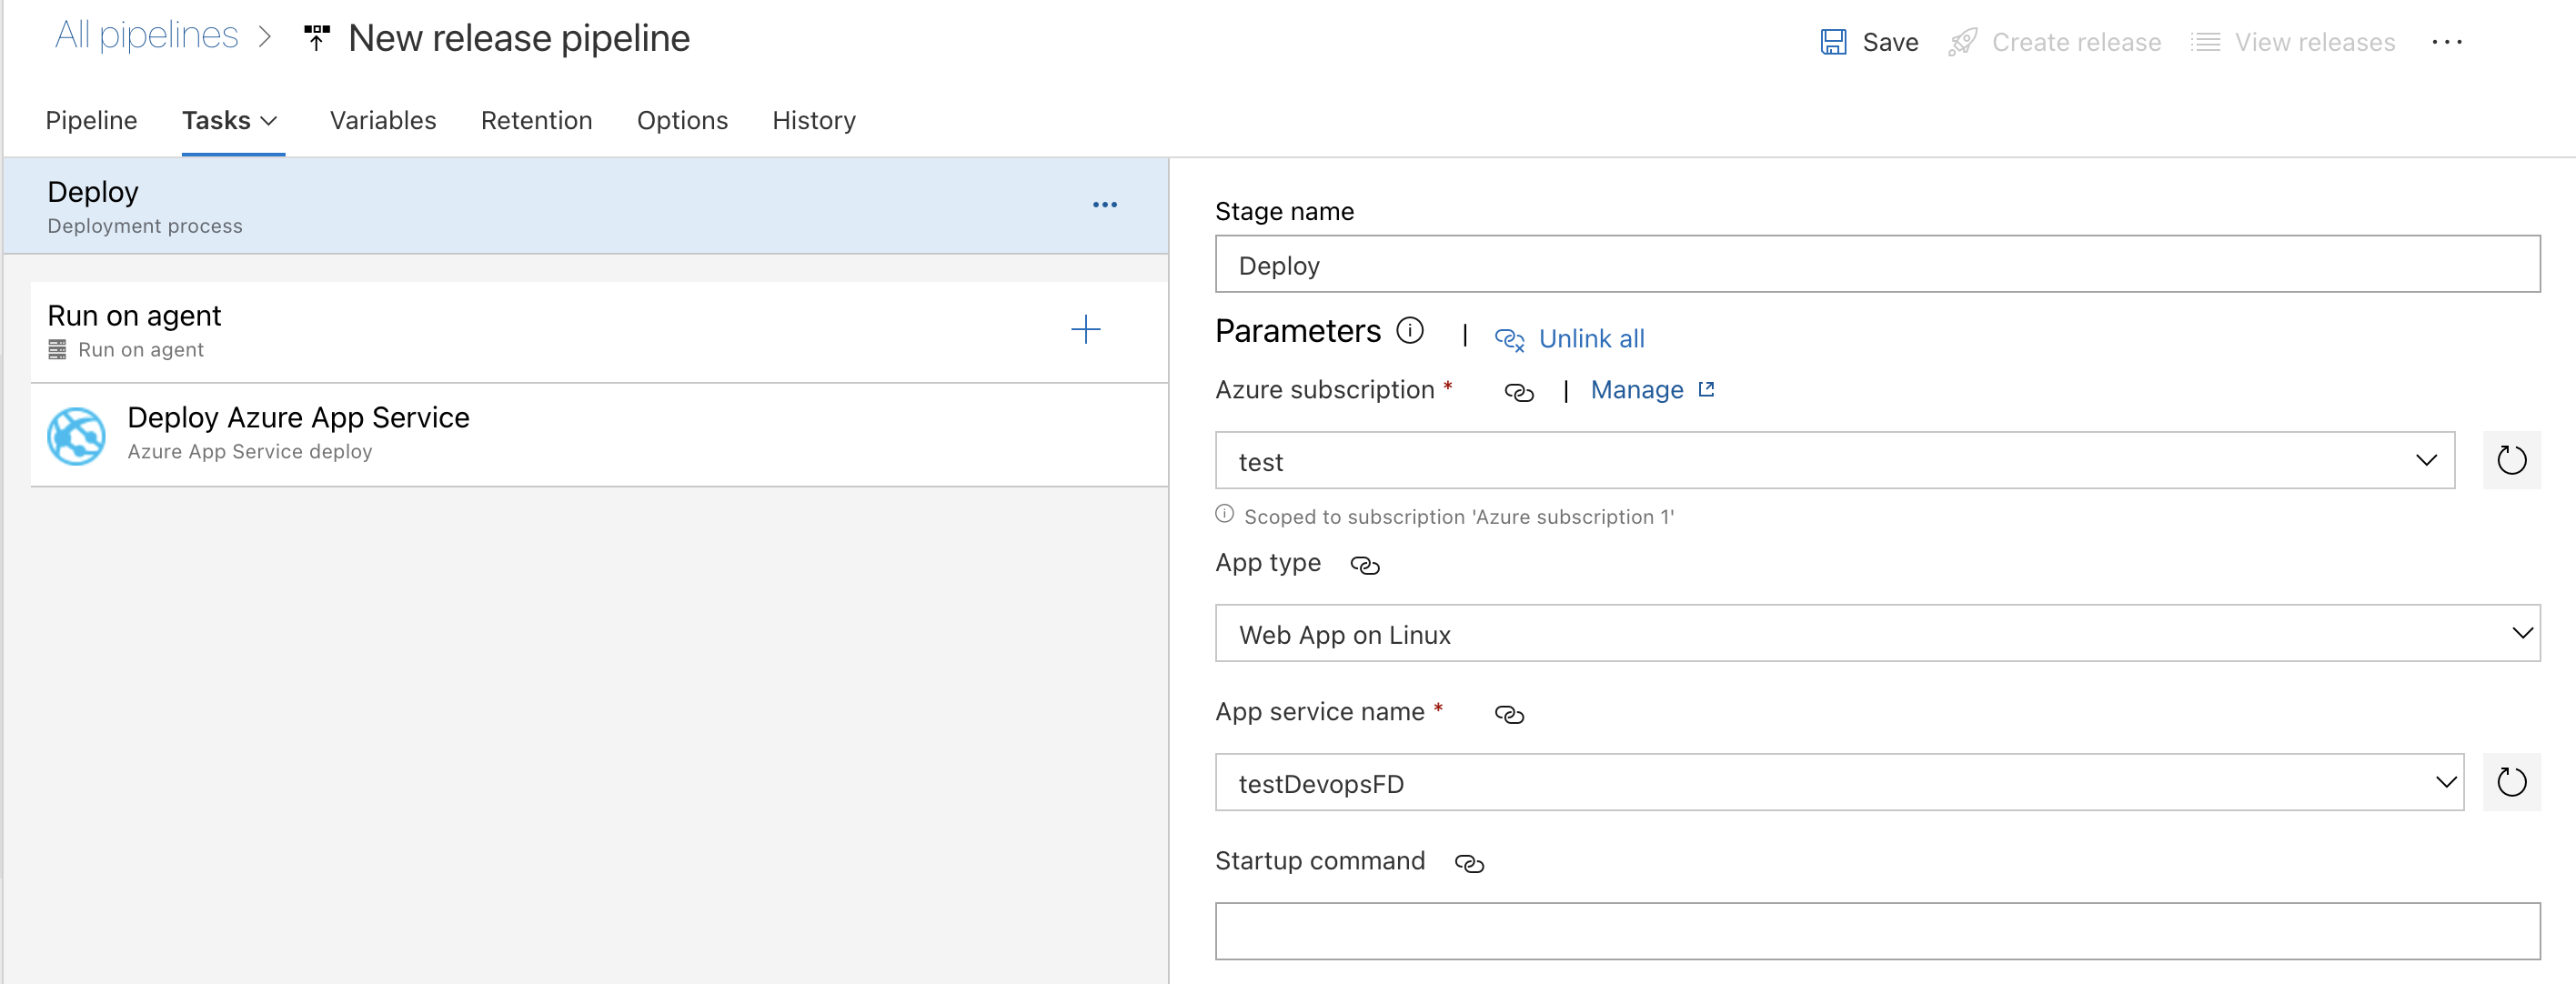 All pipelines > New release pipeline
Save Create release View releases ...
Pipeline Tasks Variables Retention Options History
Deploy
Deployment process
...
Run on agent
Run on agent
Deploy Azure App Service
Azure App Service deploy
Stage name
Deploy
Parameters | Unlink all
Azure subscription * | Manage
test
Scoped to subscription 'Azure subscription 1'
App type
Web App on Linux
App service name *
testDevopsFD
Startup command